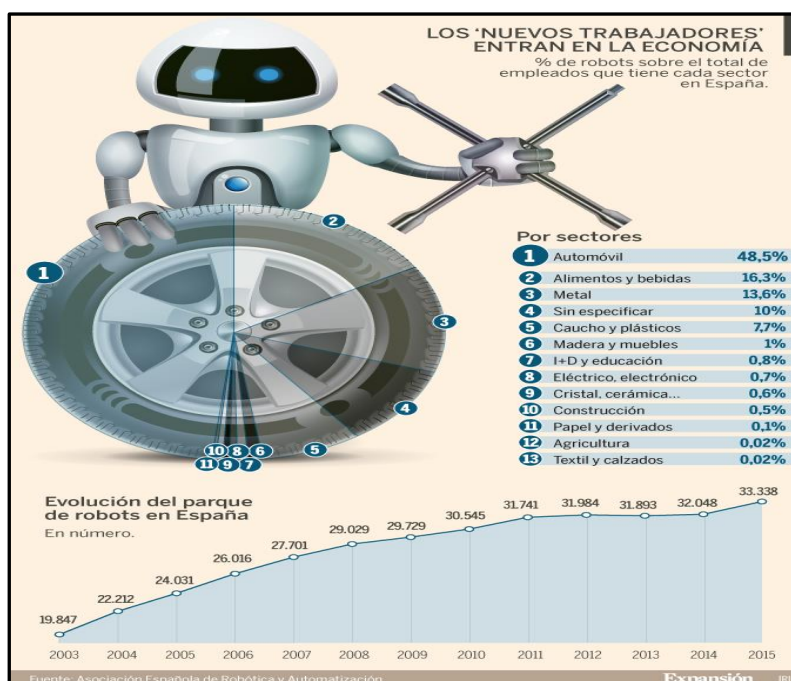 LOS ‘NUEVOS TRABAJADORES’
ENTRAN EN LA ECONOMÍA
% de robots sobre el total de
empleados que tiene cada sector
en España.
Por sectores
1 Automóvil 48,5%
2 Alimentos y bebidas 16,3%
3 Metal 13,6%
4 Sin especificar 10%
5 Caucho y plásticos 7,7%
6 Madera y muebles 1%
7 I+D y educación 0,8%
8 Eléctrico, electrónico 0,7%
9 Cristal, cerámica... 0,6%
10 Construcción 0,5%
11 Papel y derivados 0,1%
12 Agricultura 0,02%
13 Textil y calzados 0,02%
1
2
3
4
5
10 8 6
11 9 7
Evolución del parque
de robots en España
En número.
19.847 22.212 24.031 26.016 27.701 29.029 29.729 30.545 31.741 31.984 31.893 32.048 33.338
2003 2004 2005 2006 2007 2008 2009 2010 2011 2012 2013 2014 2015
Fuente: Asociación Española de Robótica y Automatización
Expansión